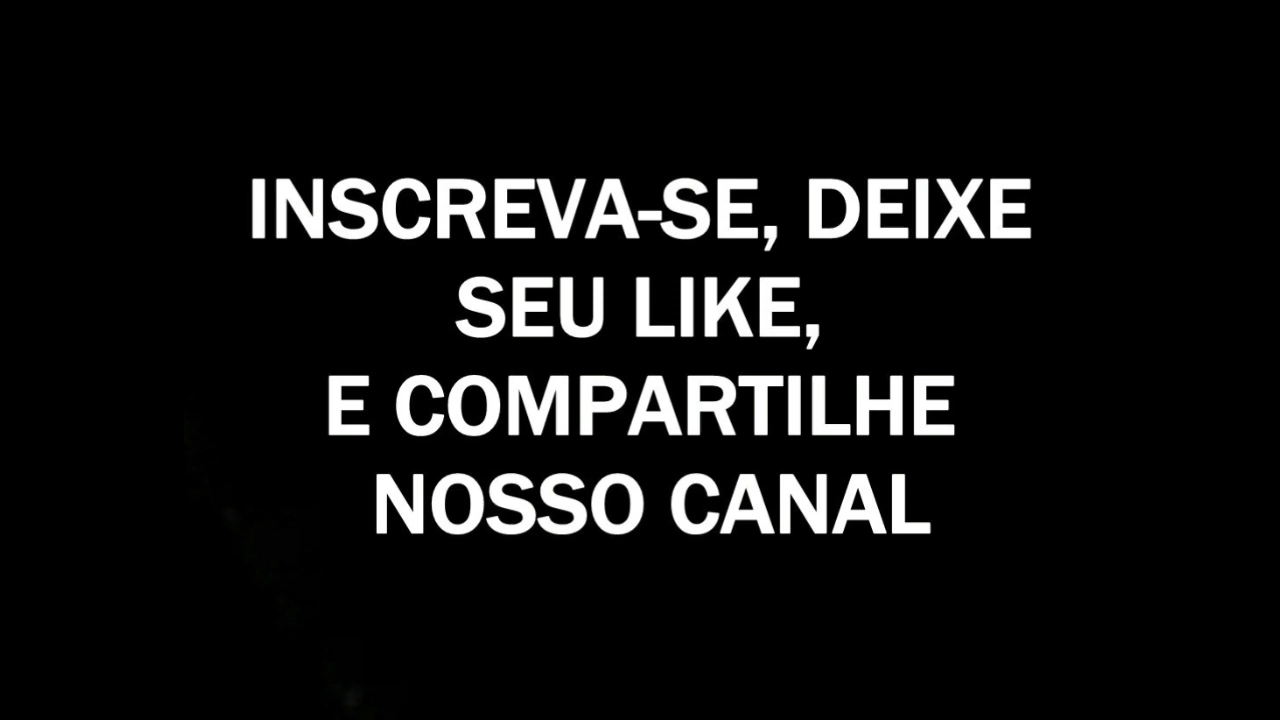 INSCREVA-SE, DEIXE
SEU LIKE,
E COMPARTILHE
NOSSO CANAL